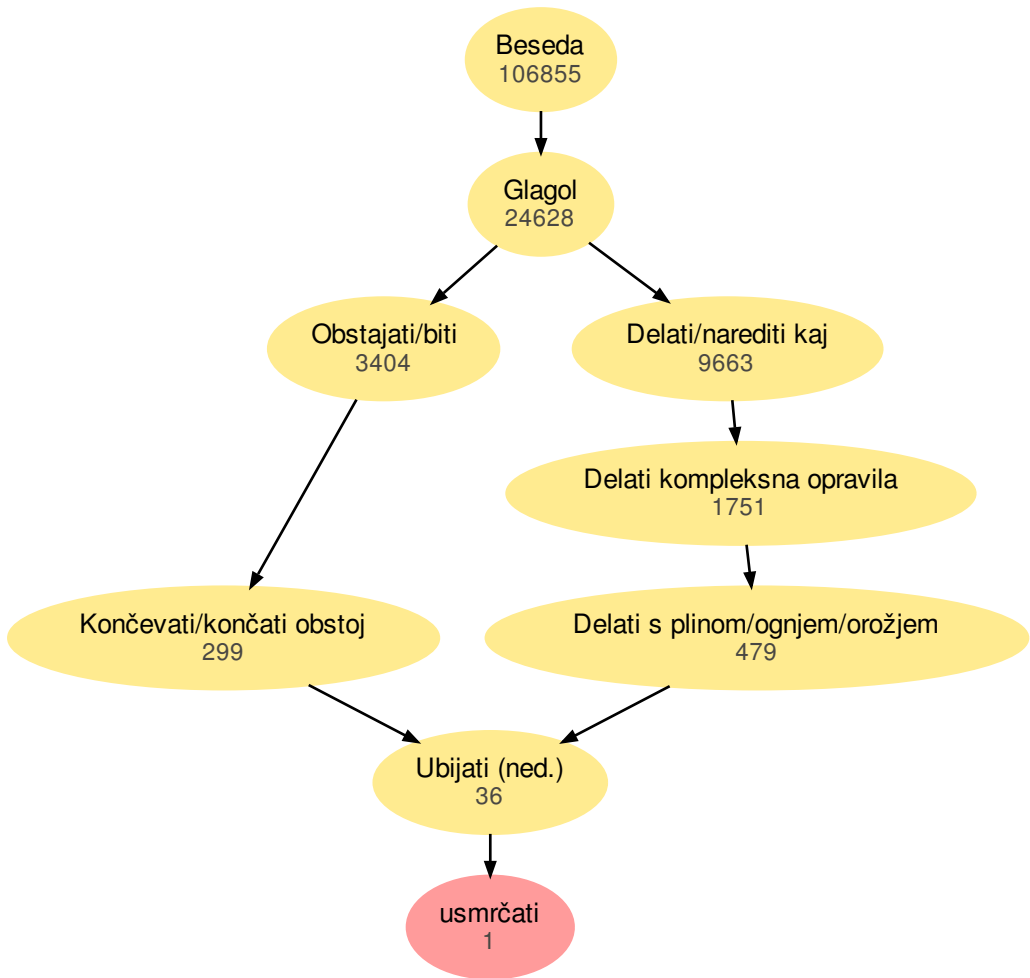 Beseda
106855
Glagol
24628
Obstajati/biti
3404
Delati/narediti kaj
9663
Delati kompleksna opravila
1751
Končevati/končati obstoj
299
Delati s plinom/ognjem/orožjem
479
Ubijati (ned.)
36
usmrčati
1